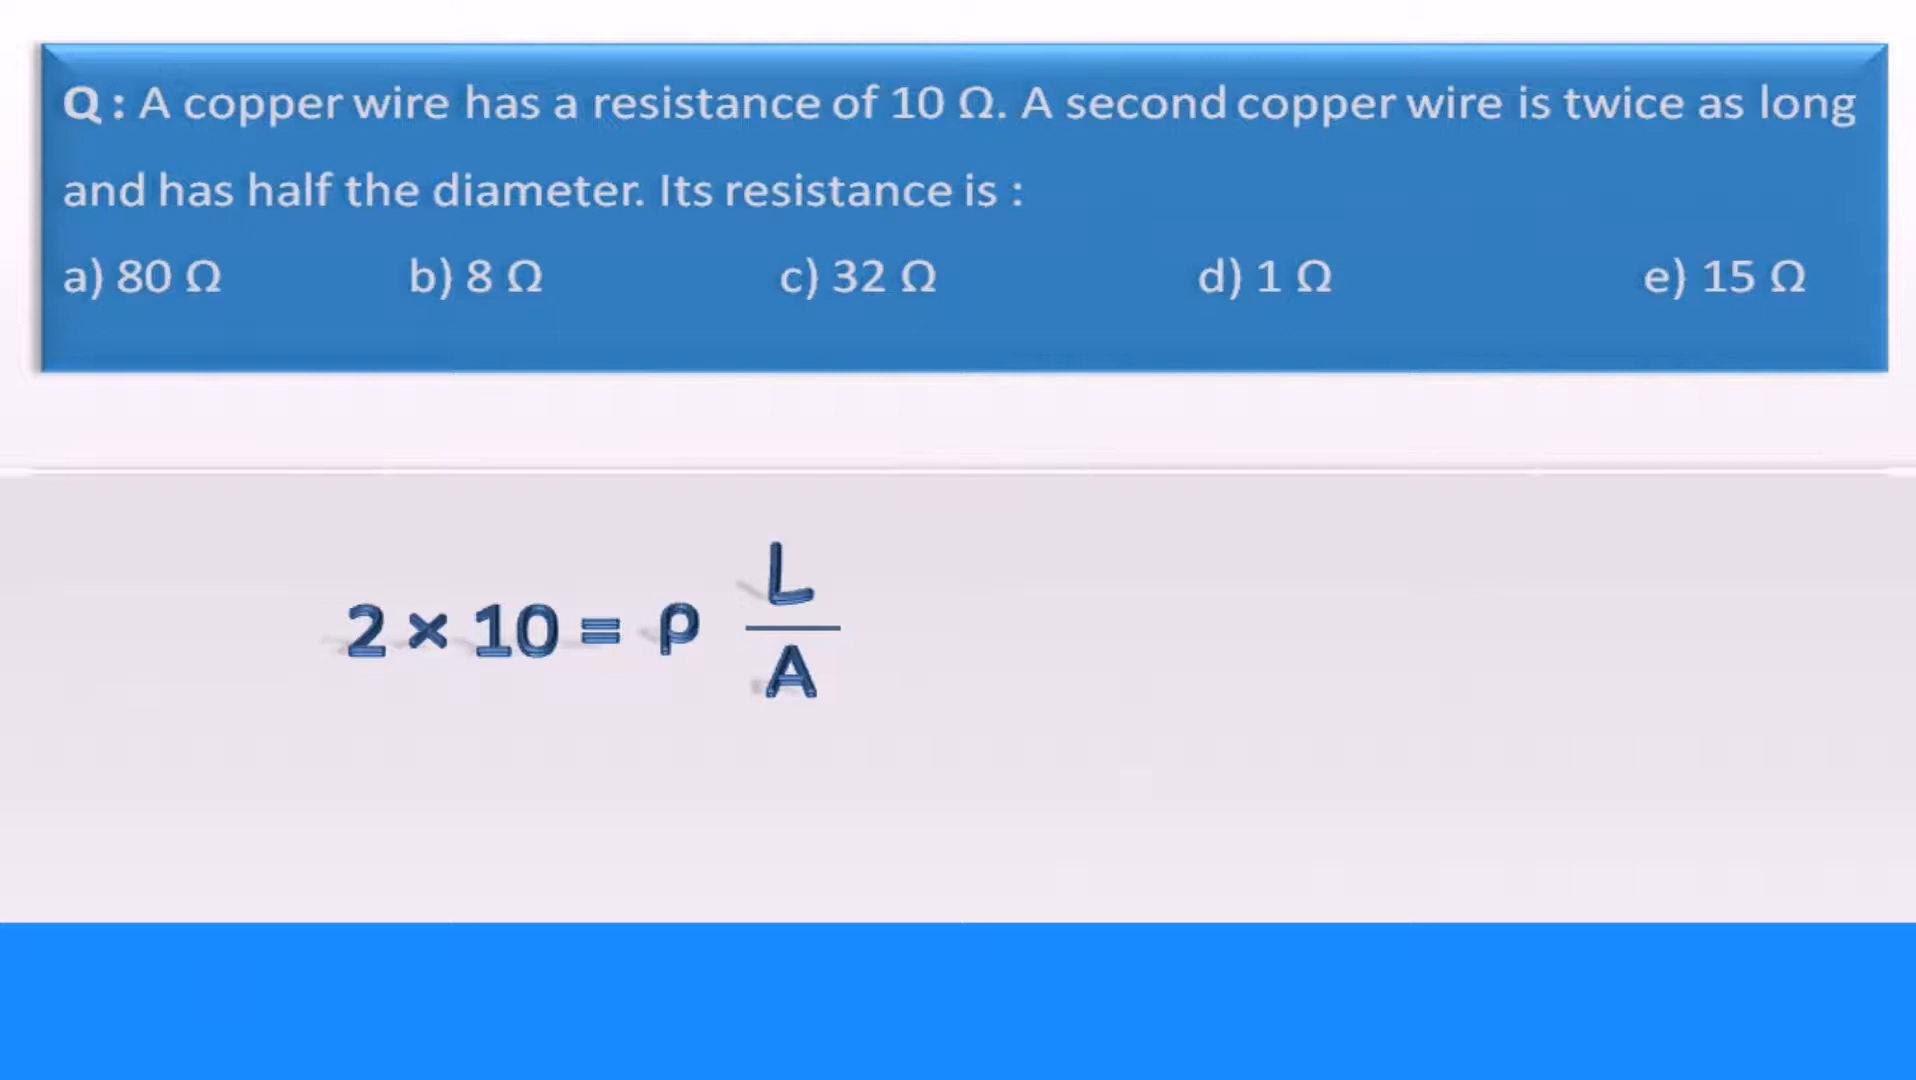 Q : A copper wire has a resistance of 10 Ω. A second copper wire is twice as long
and has half the diameter. Its resistance is :
a) 80 Ω b) 8 Ω c) 32 Ω d) 1 Ω e) 15 Ω
L
2 × 10 = ρ
A